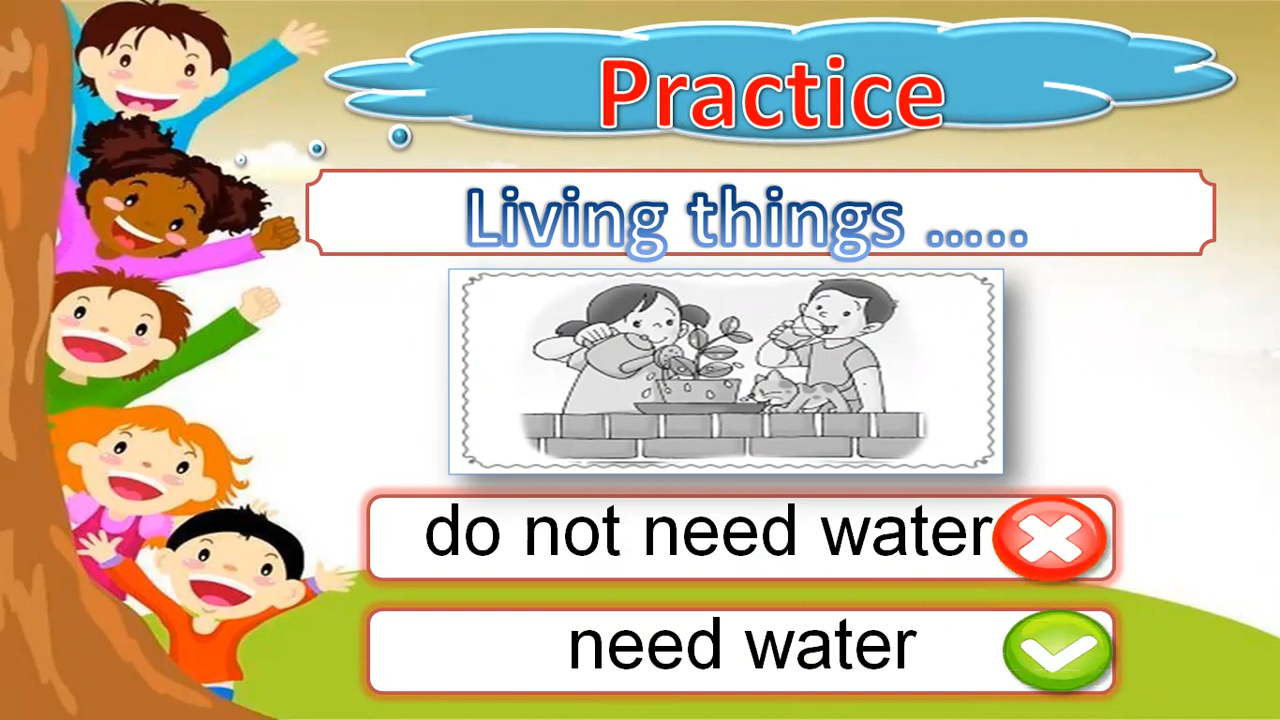 Practice
Living things .....
do not need water
need water